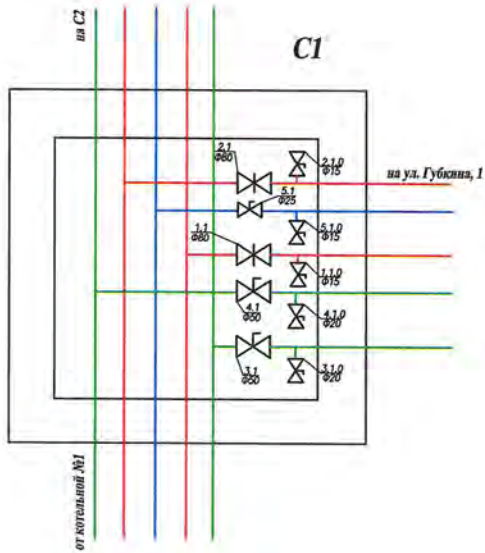 на С2
С1
2.1
Ф80
2.1.0
Ф15
на ул. Губкина, 1
5.1
Ф25
5.1.0
Ф15
1.1
Ф80
1.1.0
Ф15
4.1
Ф50
4.1.0
Ф20
3.1
Ф50
3.1.0
Ф20
от котельной №1